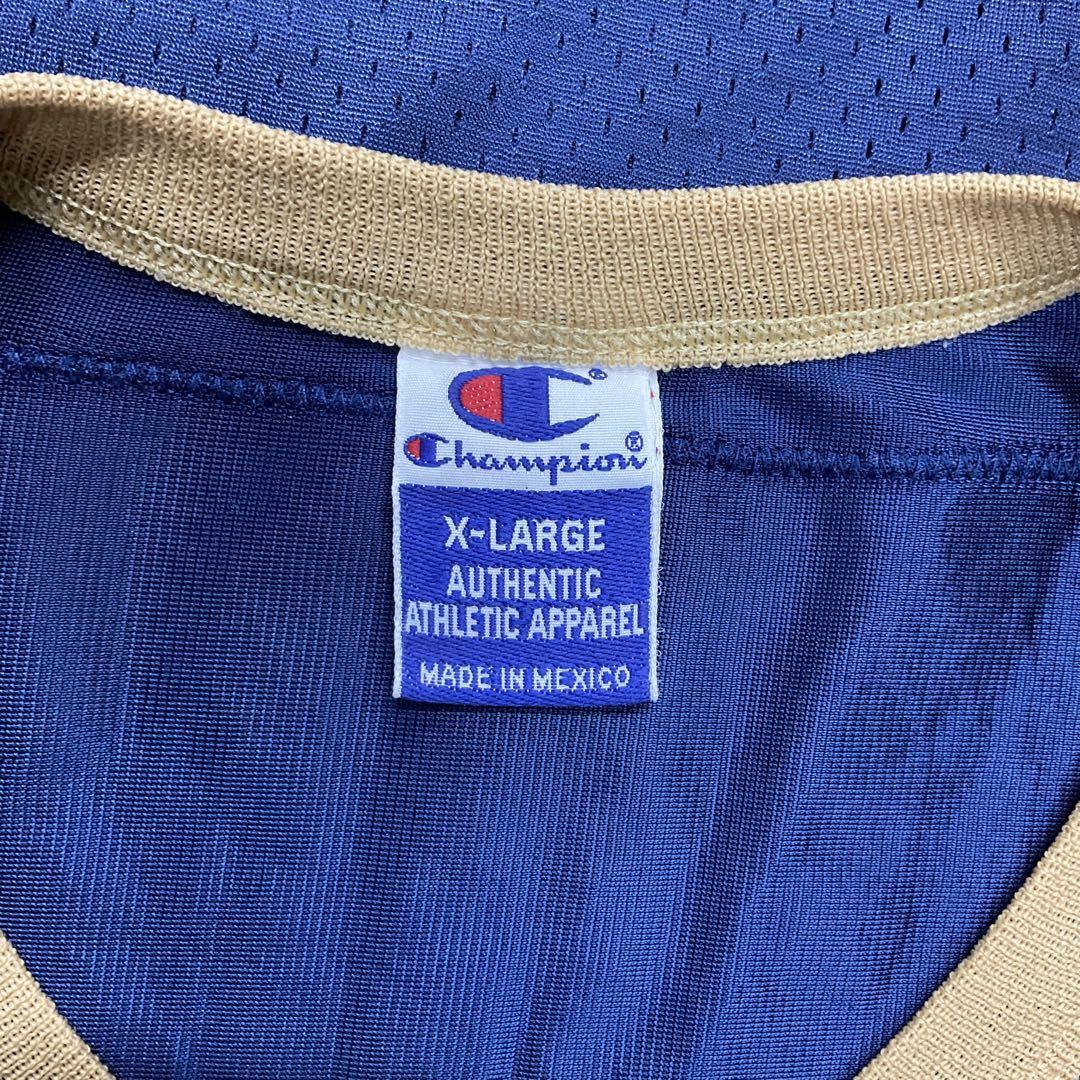 Champion®
X-LARGE
AUTHENTIC
ATHLETIC APPAREL
MADE IN MEXICO